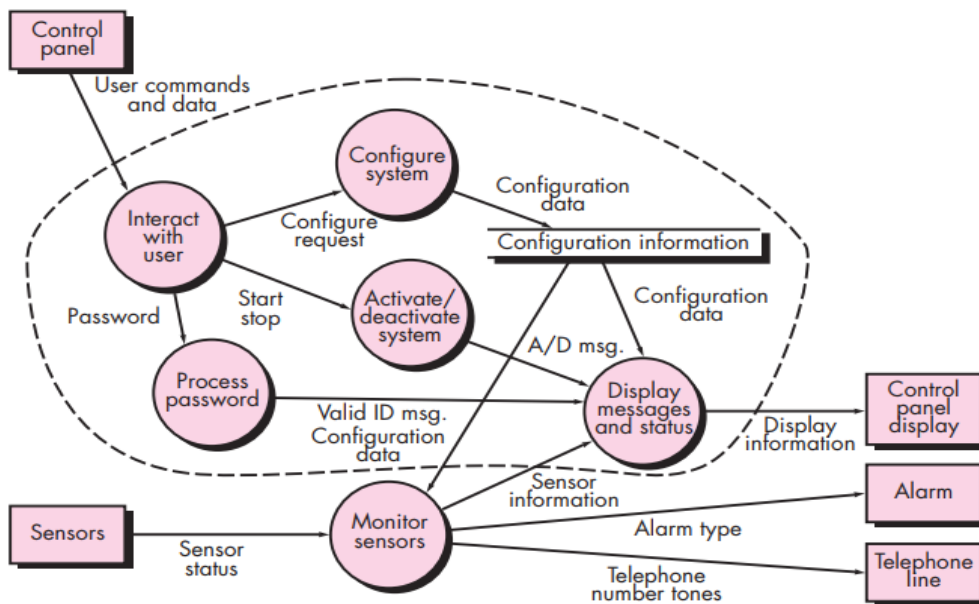 Control
panel
User commands
and data
Configure
system
Configuration
data
Interact
with
user
Configure
request
Configuration information
Password
Start
stop
Activate/
deactivate
system
Configuration
data
A/D msg.
Process
password
Valid ID msg.
Configuration
data
Display
messages
and status
Control
panel
display
Display
information
Sensor
information
Alarm
Sensors
Sensor
status
Monitor
sensors
Alarm type
Telephone
number tones
Telephone
line